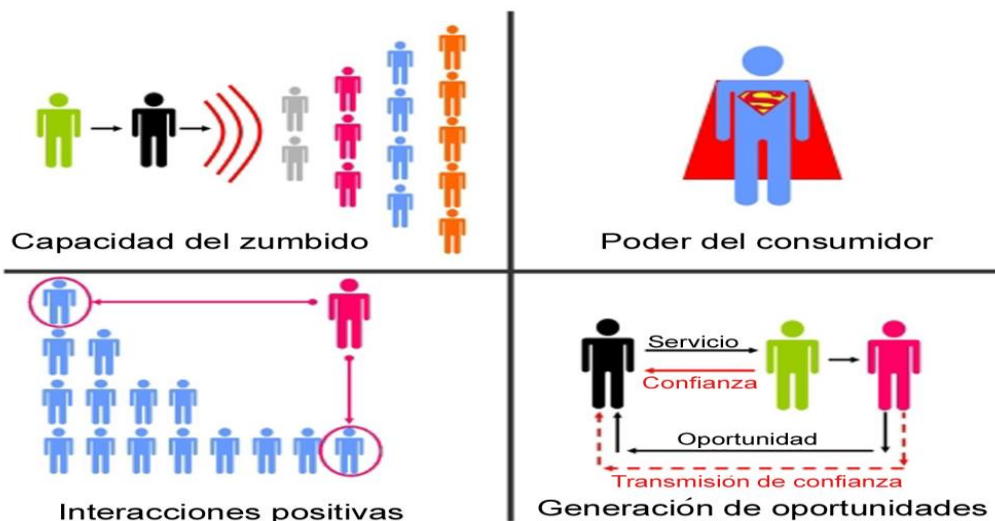 Capacidad del zumbido
Poder del consumidor
Interacciones positivas
Servicio
Confianza
Oportunidad
Transmisión de confianza
Generación de oportunidades